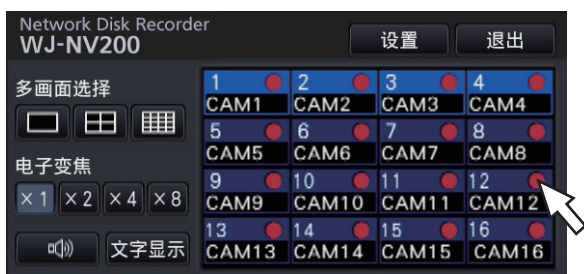 Network Disk Recorder
WJ-NV200
设置 退出
多画面选择
电子变焦
×1 ×2 ×4 ×8
文字显示
1 2 3 4
CAM1 CAM2 CAM3 CAM4
5 6 7 8
CAM5 CAM6 CAM7 CAM8
9 10 11 12
CAM9 CAM10 CAM11 CAM12
13 14 15 16
CAM13 CAM14 CAM15 CAM16